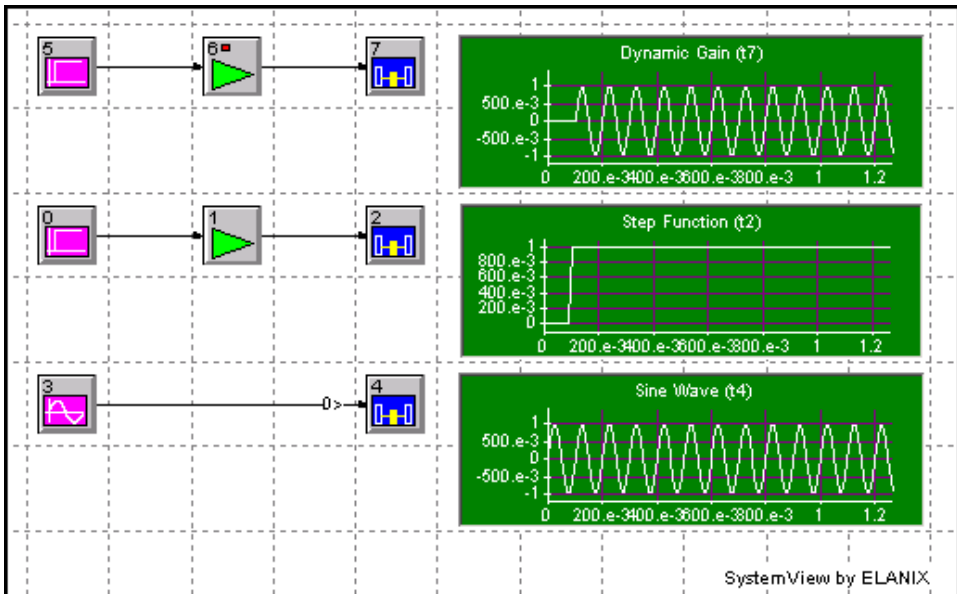 5
6
7
Dynamic Gain (t7)
1
500.e-3
0
-500.e-3
-1
0 200.e-3400.e-3600.e-3800.e-3 1 1.2
0
1
2
Step Function (t2)
1
800.e-3
600.e-3
400.e-3
200.e-3
0
0 200.e-3400.e-3600.e-3800.e-3 1 1.2
3
0>
4
Sine Wave (t4)
1
500.e-3
0
-500.e-3
-1
0 200.e-3400.e-3600.e-3800.e-3 1 1.2
SystemView by ELANIX